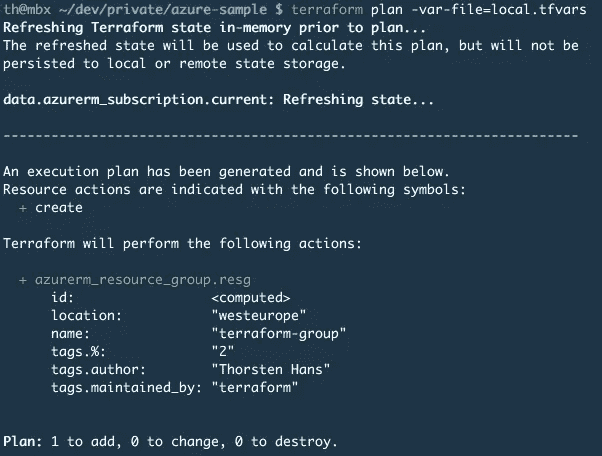 th@mbx ~/dev/private/azure-sample $ terraform plan -var-file=local.tfvars
Refreshing Terraform state in-memory prior to plan...
The refreshed state will be used to calculate this plan, but will not be
persisted to local or remote state storage.

data.azurerm_subscription.current: Refreshing state...

------------------------------------------------------------------------

An execution plan has been generated and is shown below.
Resource actions are indicated with the following symbols:
  + create

Terraform will perform the following actions:

  + azurerm_resource_group.resg
      id:                 <computed>
      location:           "westeurope"
      name:               "terraform-group"
      tags.%:             "2"
      tags.author:        "Thorsten Hans"
      tags.maintained_by: "terraform"

Plan: 1 to add, 0 to change, 0 to destroy.